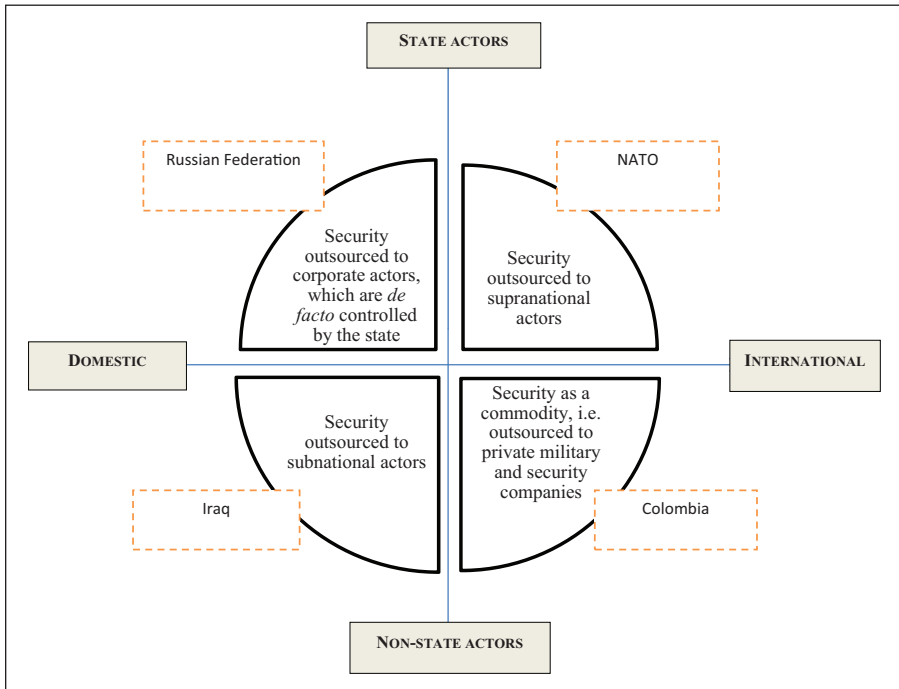 STATE ACTORS
Russian Federation
NATO
Security
outsourced to
corporate actors,
which are de
facto controlled
by the state
Security
outsourced to
supranational
actors
DOMESTIC
INTERNATIONAL
Security
outsourced to
subnational actors
Security as a
commodity, i.e.
outsourced to
private military
and security
companies
Iraq
Colombia
NON-STATE ACTORS